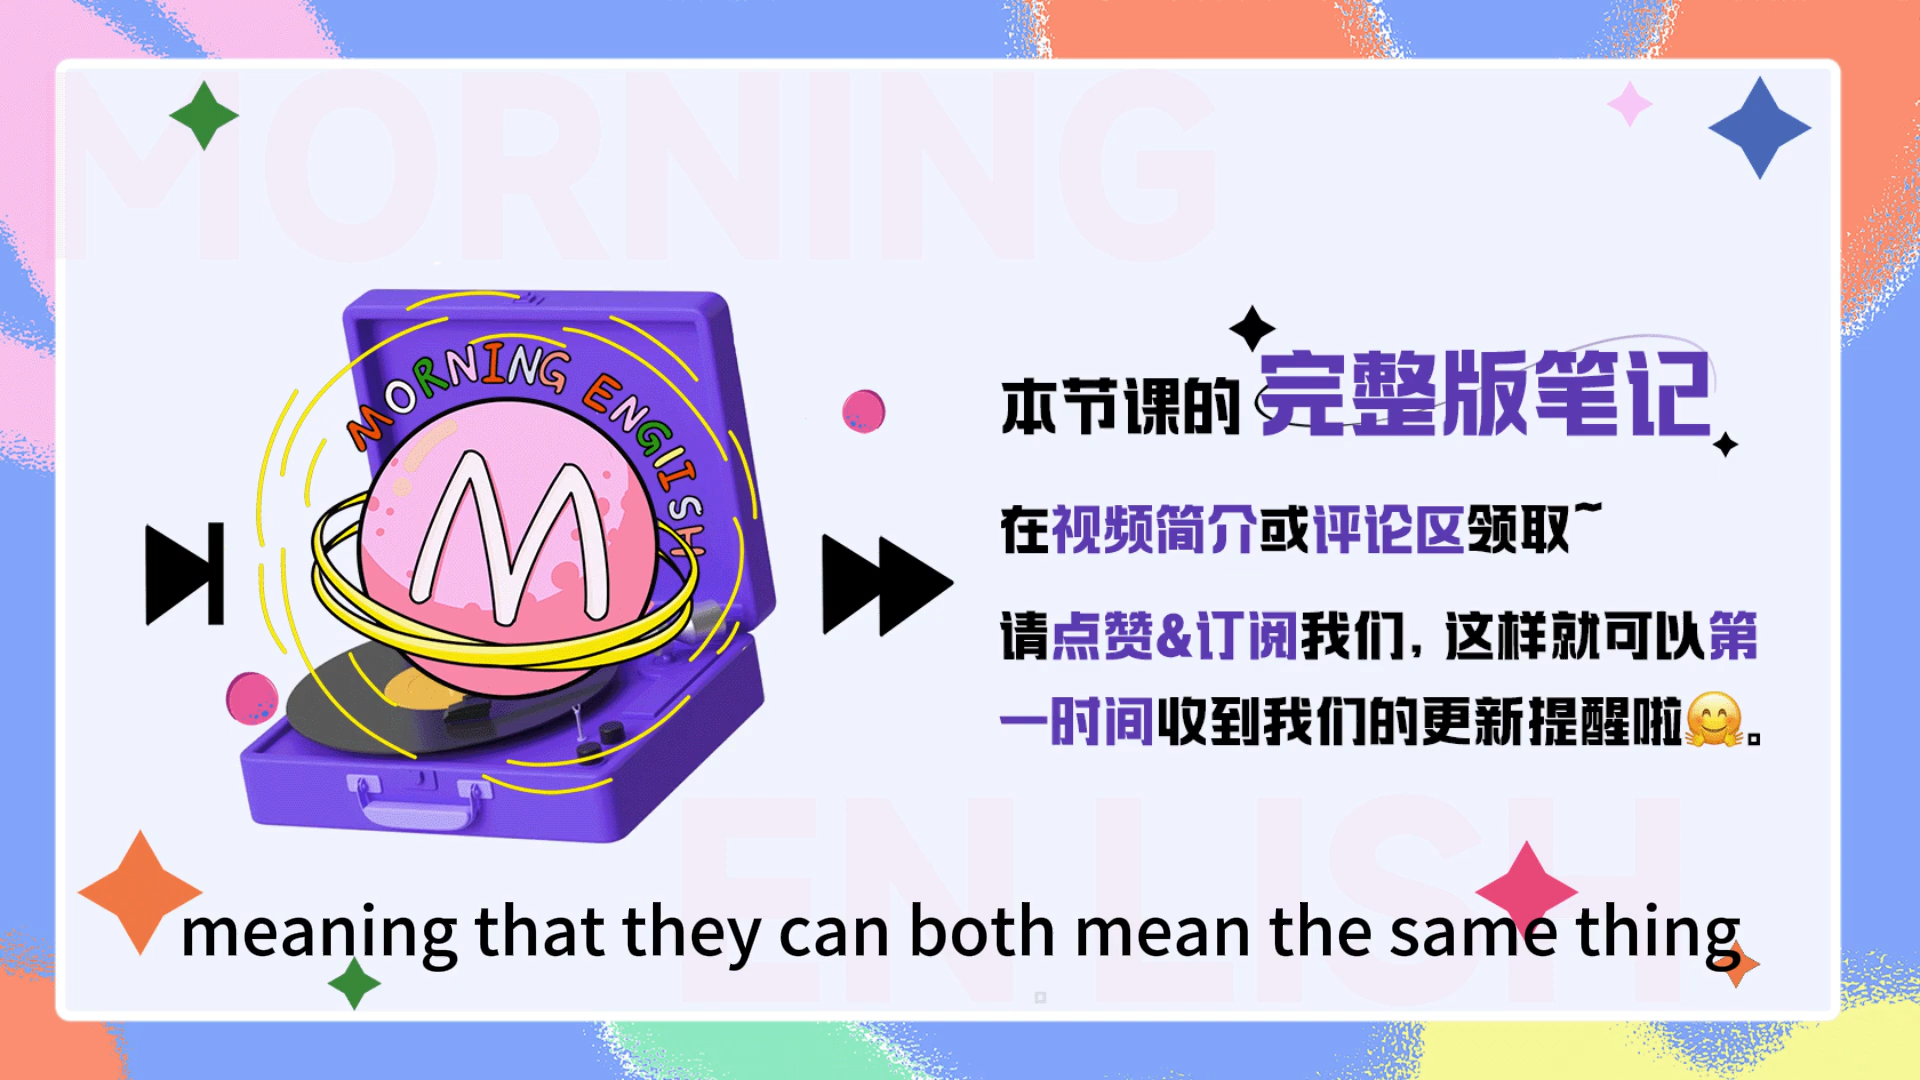 MORNING
MORNING ENGLISH
M
本节课的完整版笔记
在视频简介或评论区领取~
请点赞&订阅我们，这样就可以第
一时间收到我们的更新提醒啦🤗。
EN LISH
meaning that they can both mean the same thing